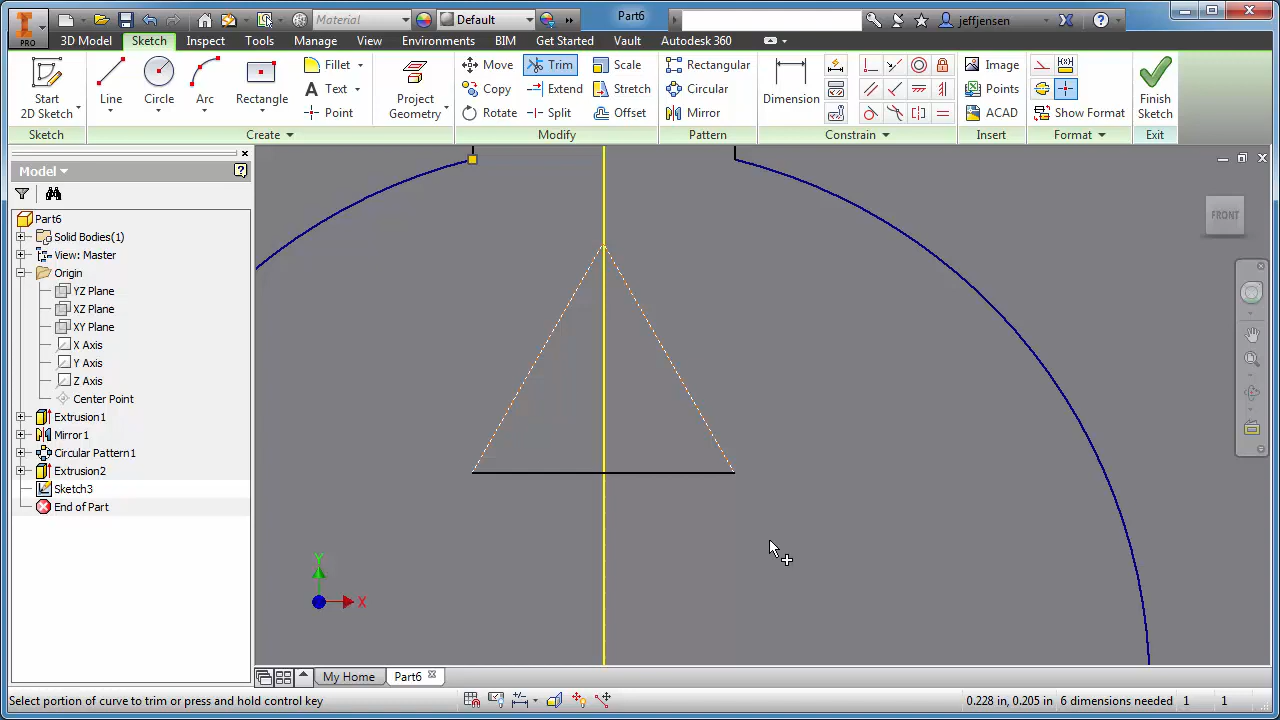 Material
Default
Part6
jeffjensen
PRO
3D Model
Sketch
Inspect
Tools
Manage
View
Environments
BIM
Get Started
Vault
Autodesk 360
Start
2D Sketch
Line
Circle
Arc
Rectangle
Fillet
Text
Point
Project
Geometry
Move
Copy
Rotate
Trim
Extend
Split
Scale
Stretch
Offset
Rectangular
Circular
Mirror
Dimension
Image
Points
ACAD
Show Format
Finish
Sketch
Sketch
Create
Modify
Pattern
Constrain
Insert
Format
Exit
Model
Part6
Solid Bodies(1)
View: Master
Origin
YZ Plane
XZ Plane
XY Plane
X Axis
Y Axis
Z Axis
Center Point
Extrusion1
Mirror1
Circular Pattern1
Extrusion2
Sketch3
End of Part
FRONT
Y
X
My Home
Part6
Select portion of curve to trim or press and hold control key
0.228 in, 0.205 in
6 dimensions needed
1
1